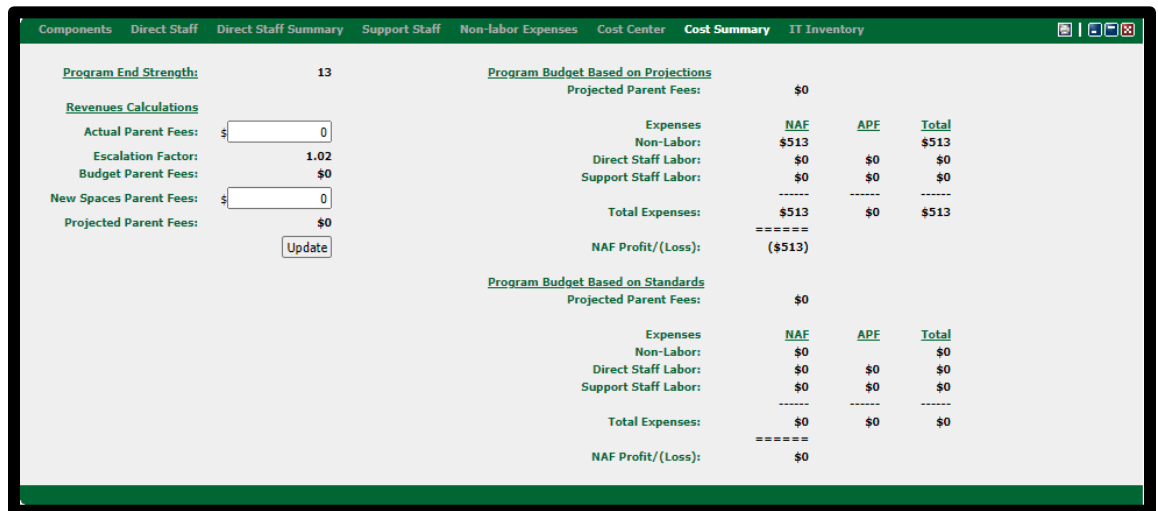 Components Direct Staff Direct Staff Summary Support Staff Non-labor Expenses Cost Center Cost Summary IT Inventory
Program End Strength: 13
Revenues Calculations
Actual Parent Fees: $ 0
Escalation Factor: 1.02
Budget Parent Fees: $0
New Spaces Parent Fees: $ 0
Projected Parent Fees: $0
Update
Program Budget Based on Projections
Projected Parent Fees: $0
Expenses NAF APF Total
Non-Labor: $513 $513
Direct Staff Labor: $0 $0 $0
Support Staff Labor: $0 $0 $0
------ ------ ------
Total Expenses: $513 $0 $513
======
NAF Profit/(Loss): ($513)
Program Budget Based on Standards
Projected Parent Fees: $0
Expenses NAF APF Total
Non-Labor: $0 $0
Direct Staff Labor: $0 $0 $0
Support Staff Labor: $0 $0 $0
------ ------ ------
Total Expenses: $0 $0 $0
======
NAF Profit/(Loss): $0